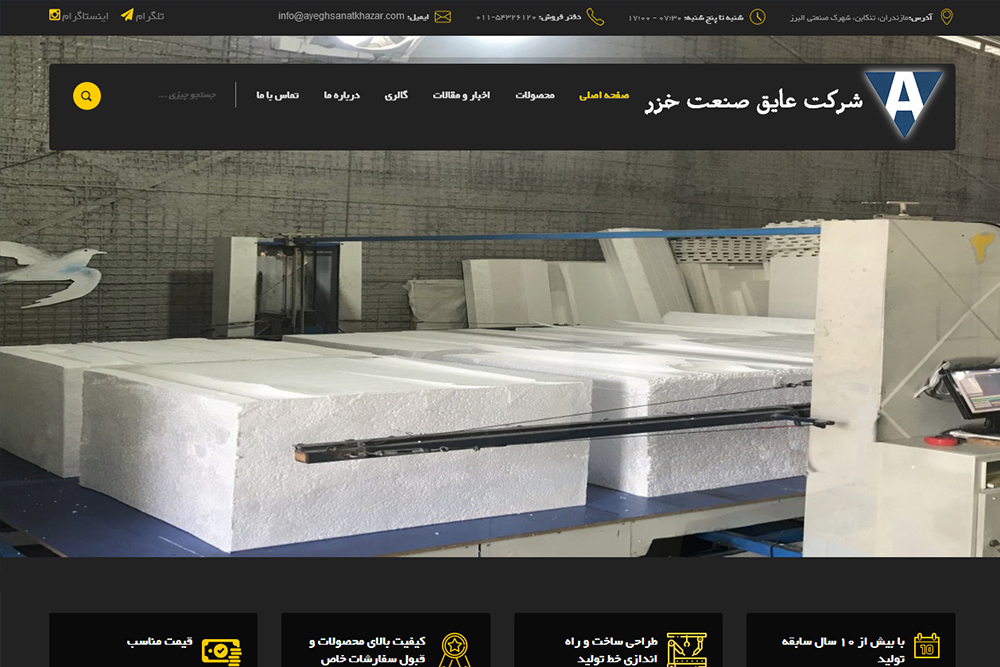 آدرس:مازندران، تنکابن، شهرک صنعتی البرز
شنبه تا پنج شنبه: ۰۷:۳۰ - ۱۷:۰۰
دفتر فروش: ۵۴۳۲۶۱۲۰-۰۱۱
ایمیل: info@ayeghsanatkhazar.com
تلگرام
اینستاگرام
A
شرکت عایق صنعت خزر
صفحه اصلی
محصولات
اخبار و مقالات
گالری
درباره ما
تماس با ما
جستجو چیزی ....
10
با بیش از ۱۰ سال سابقه
تولید
طراحی ساخت و راه
اندازی خط تولید
کیفیت بالای محصولات و
قبول سفارشات خاص
قیمت مناسب